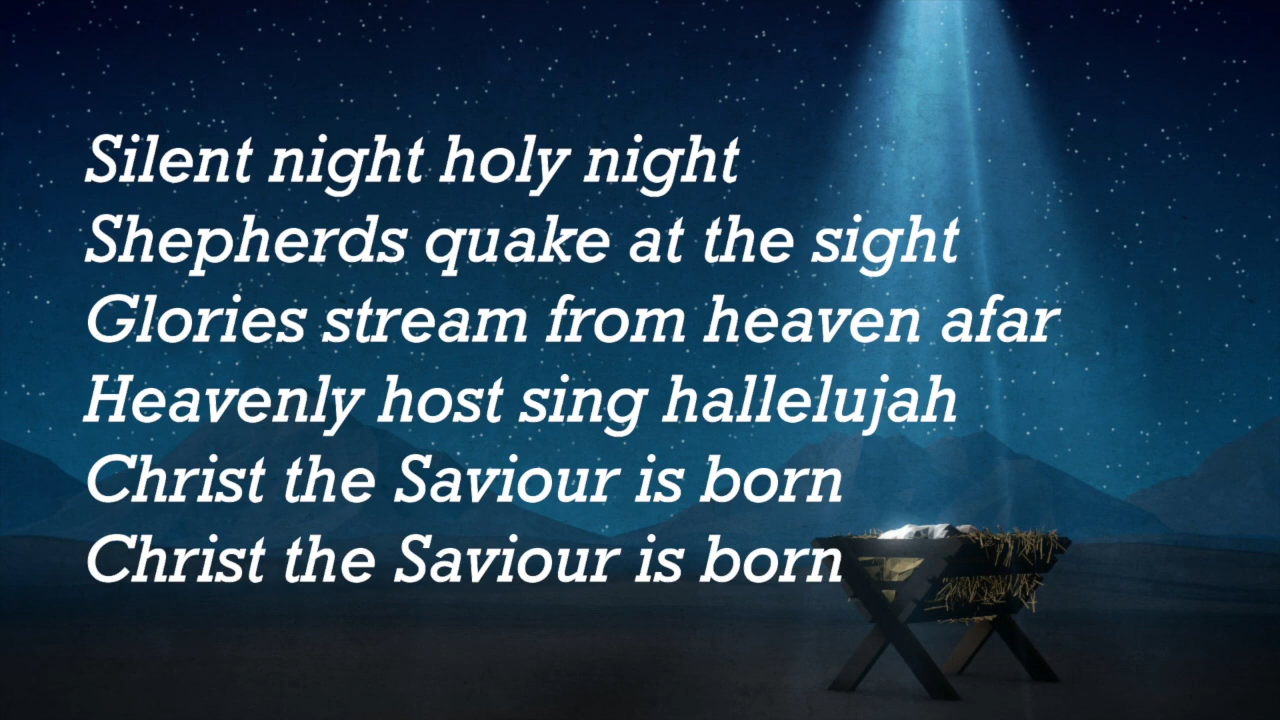 Silent night holy night
Shepherds quake at the sight
Glories stream from heaven afar
Heavenly host sing hallelujah
Christ the Saviour is born
Christ the Saviour is born